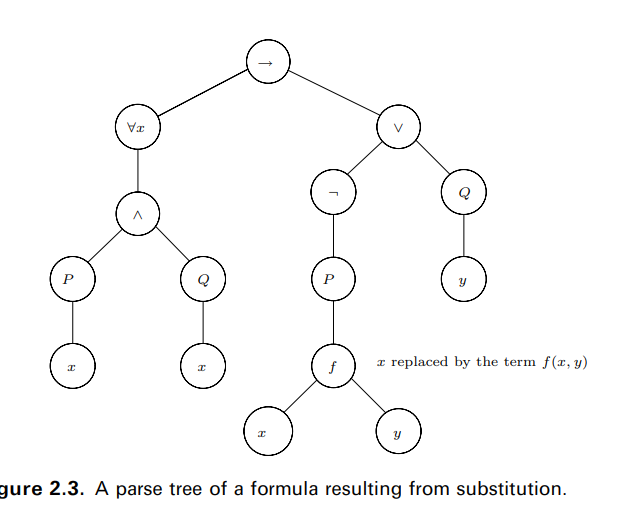 →
∀x ∨
¬ Q
∧
P Q P y
x x f x replaced by the term f(x, y)
x y
gure 2.3. A parse tree of a formula resulting from substitution.